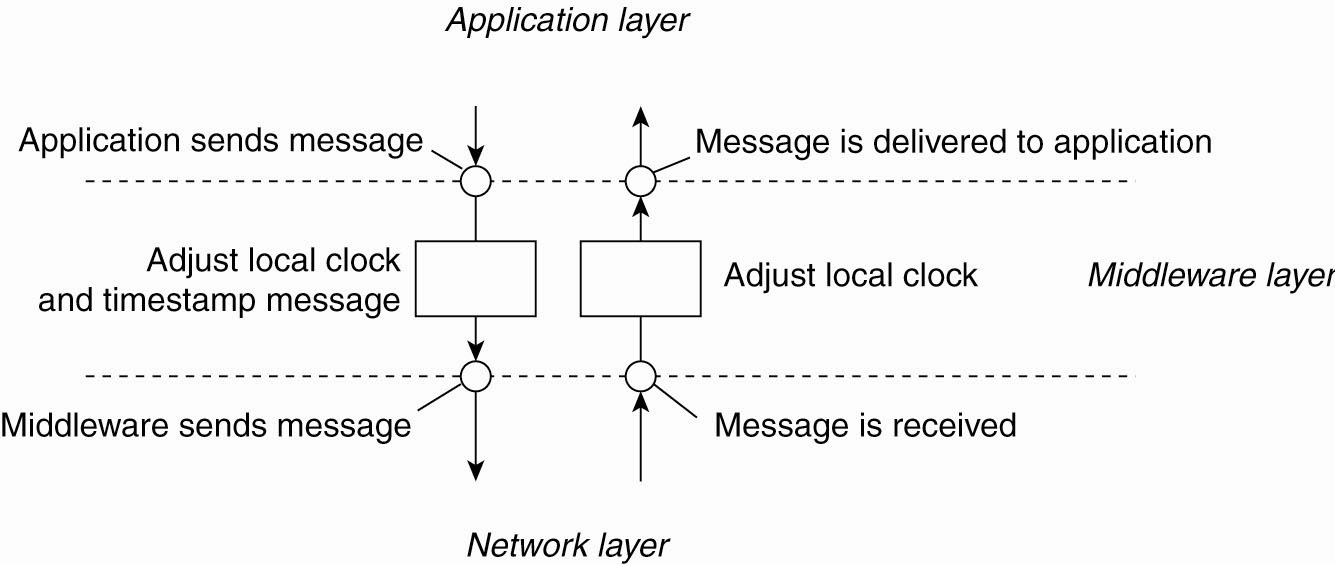 Application layer
Application sends message
Message is delivered to application
Adjust local clock
and timestamp message
Adjust local clock
Middleware layer
Middleware sends message
Message is received
Network layer